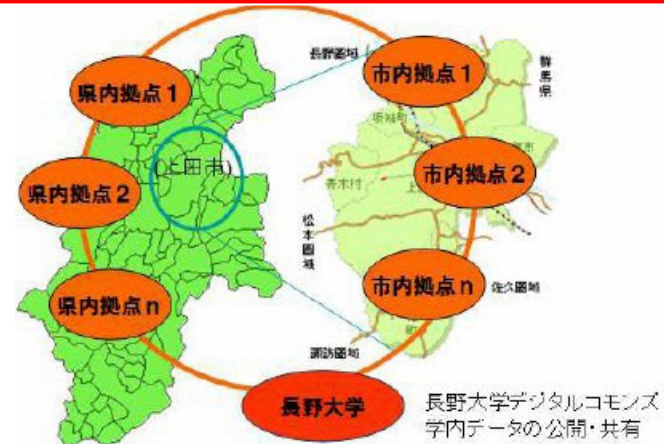 長野圏域
市内拠点1
群馬県
県内拠点1
(上田市)
青木村
県内拠点2
市内拠点2
松本圏域
市内拠点n
佐久圏域
県内拠点n
諏訪圏域
長野大学
長野大学デジタルコモンズ
学内データの公開・共有